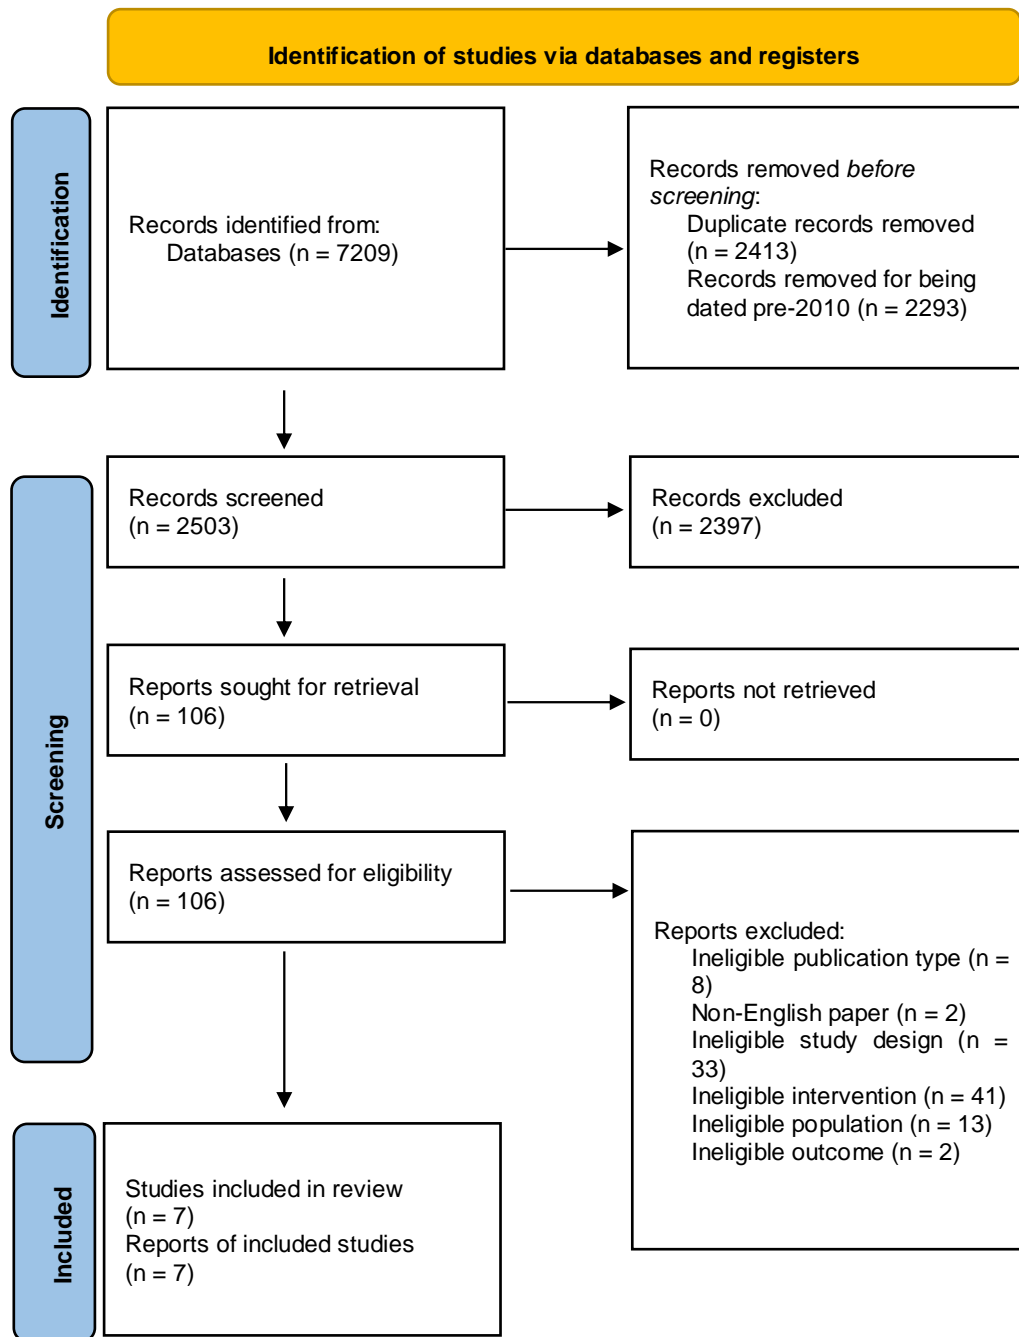 Identification of studies via databases and registers
Identification
Records identified from:
Databases (n = 7209)
Records removed before
screening:
Duplicate records removed
(n = 2413)
Records removed for being
dated pre-2010 (n = 2293)
Screening
Records screened
(n = 2503)
Records excluded
(n = 2397)
Reports sought for retrieval
(n = 106)
Reports not retrieved
(n = 0)
Reports assessed for eligibility
(n = 106)
Reports excluded:
Ineligible publication type (n =
8)
Non-English paper (n = 2)
Ineligible study design (n =
33)
Ineligible intervention (n = 41)
Ineligible population (n = 13)
Ineligible outcome (n = 2)
Included
Studies included in review
(n = 7)
Reports of included studies
(n = 7)